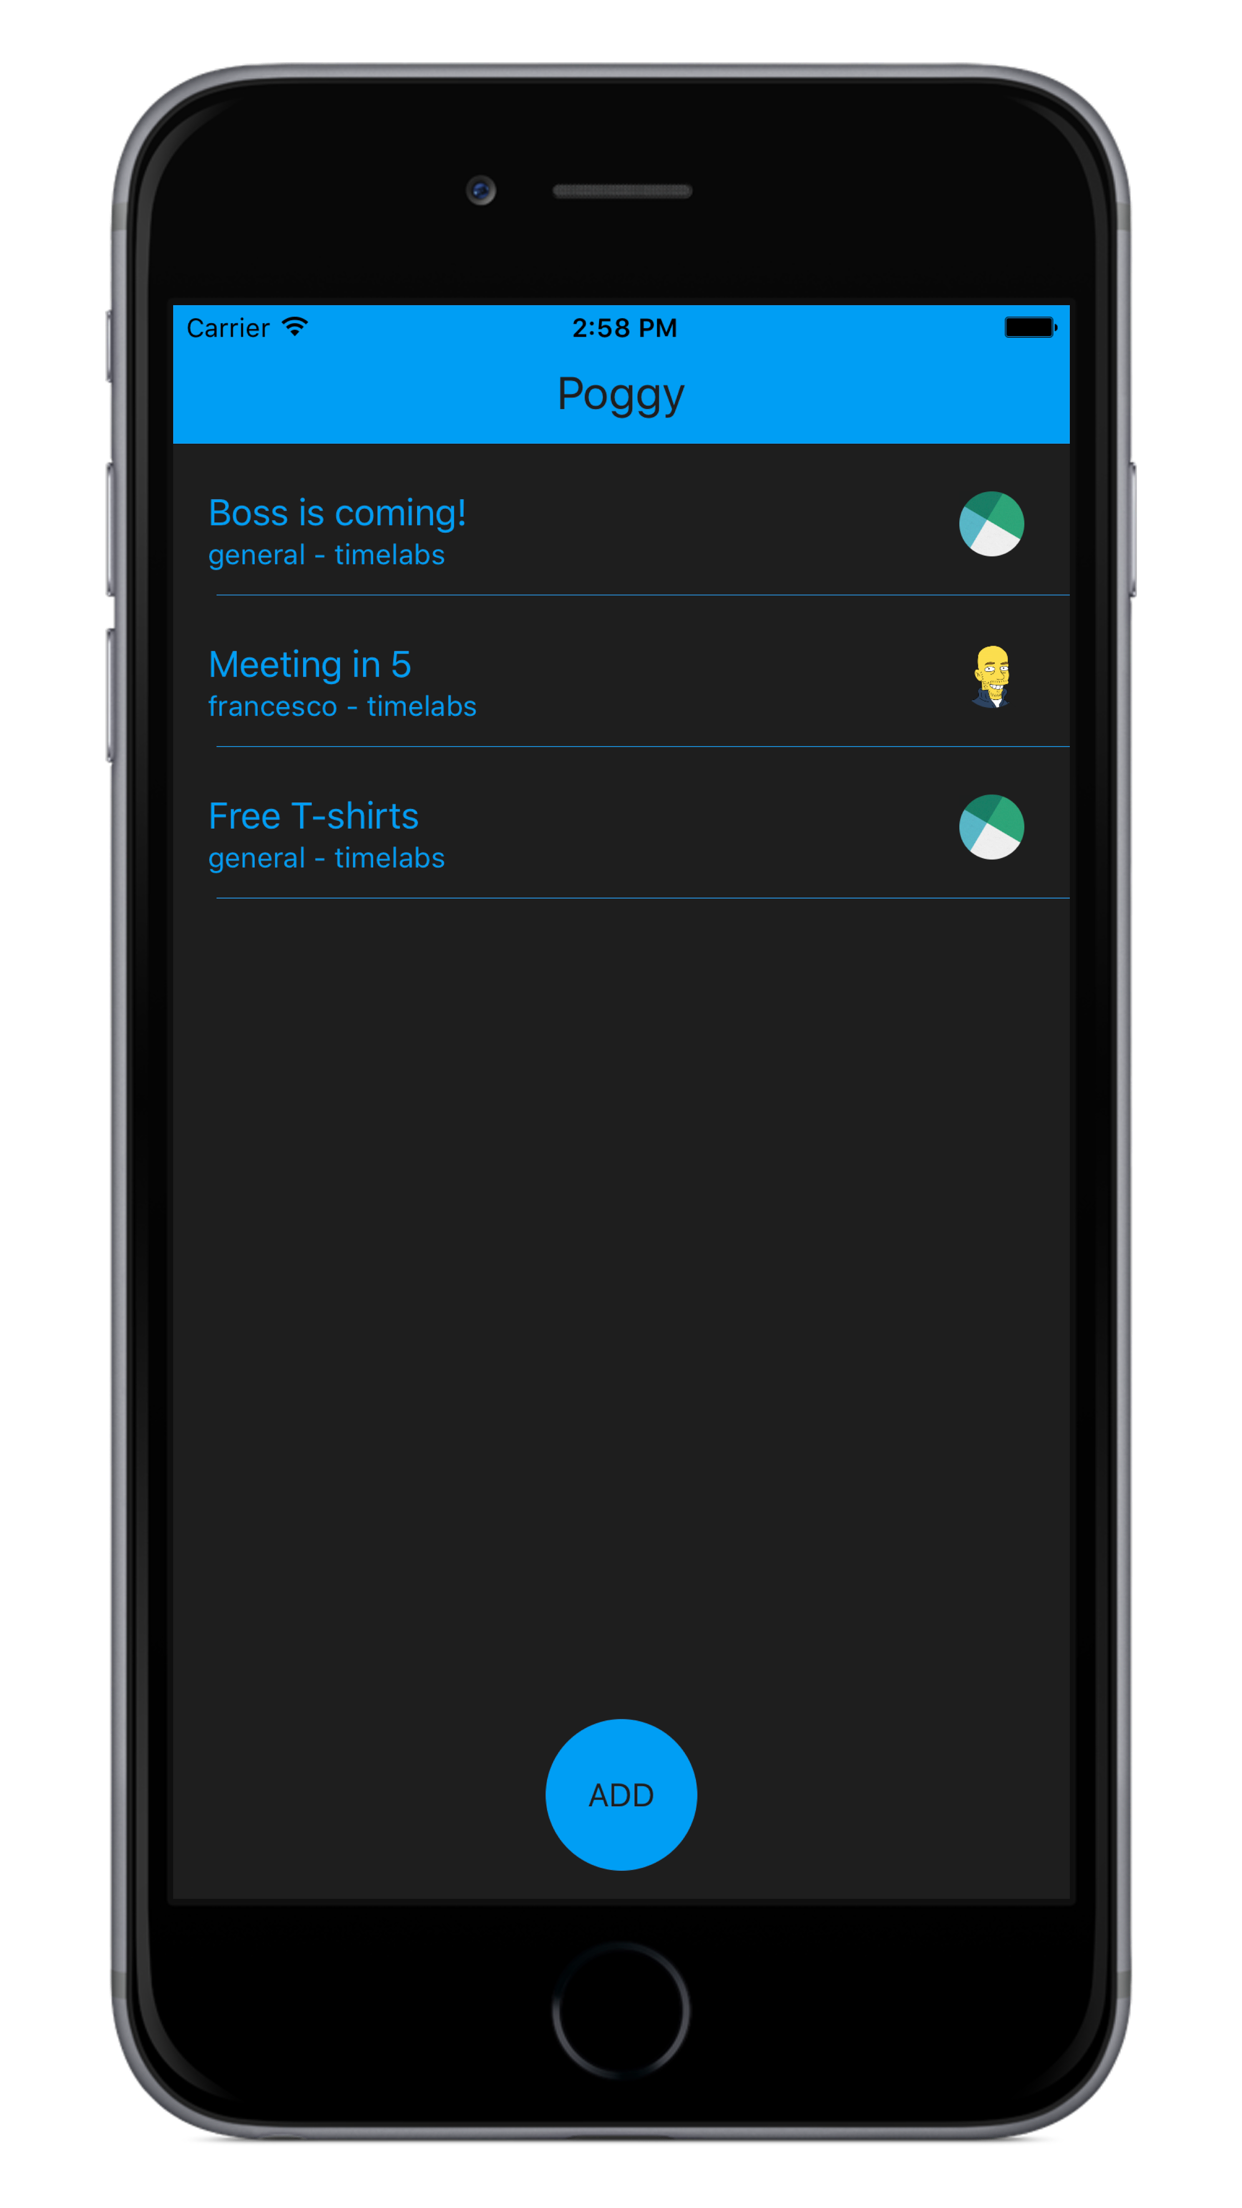 Carrier 2:58 PM
Poggy
Boss is coming!
general - timelabs
Meeting in 5
francesco - timelabs
Free T-shirts
general - timelabs
ADD